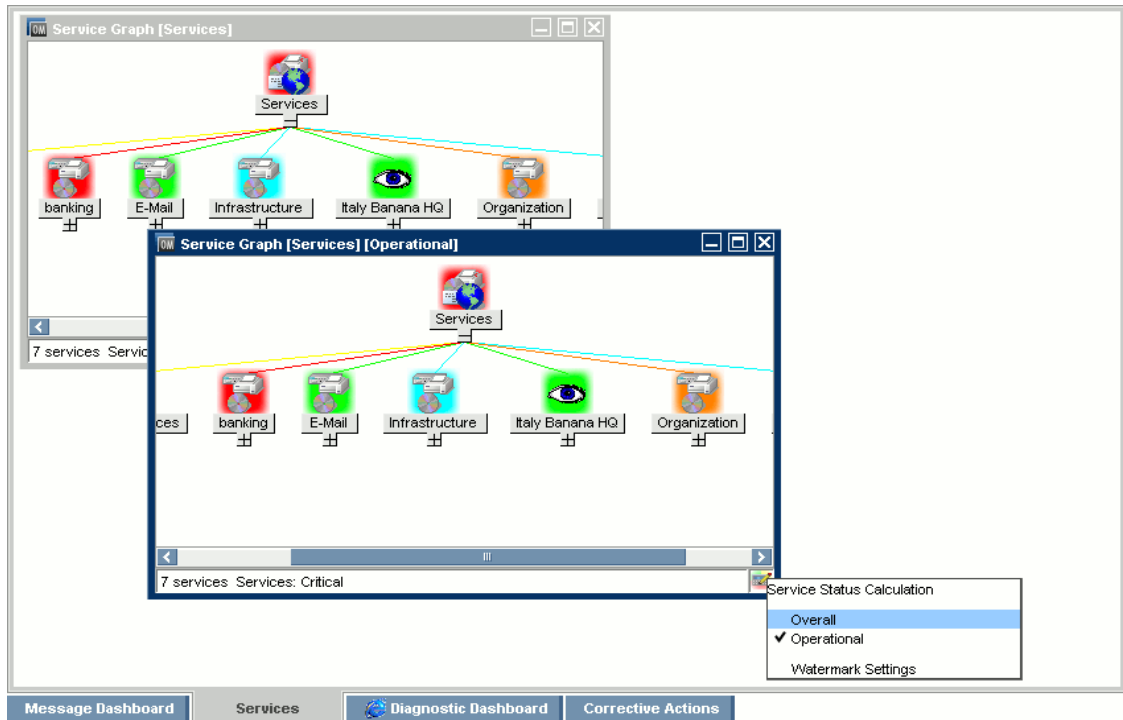 OM Service Graph [Services]
Services
banking E-Mail Infrastructure Italy Banana HQ Organization
7 services Servic
OM Service Graph [Services] [Operational]
Services
ces banking E-Mail Infrastructure Italy Banana HQ Organization
7 services Services: Critical
Service Status Calculation
Overall
Operational
Watermark Settings
Message Dashboard Services Diagnostic Dashboard Corrective Actions